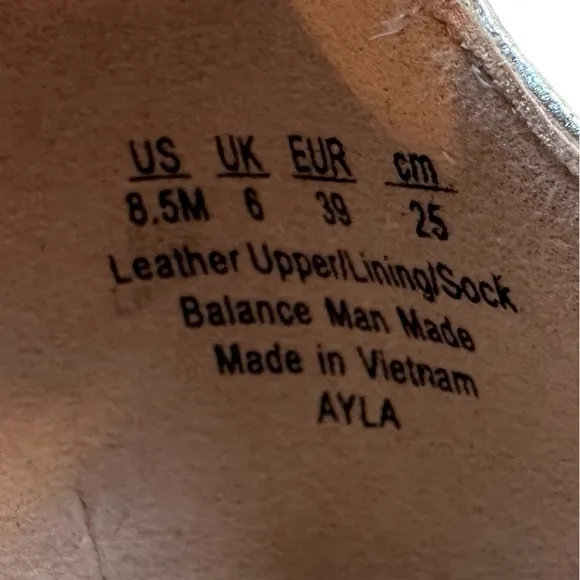 US UK EUR cm
8.5M 6 39 25
Leather Upper/Lining/Sock
Balance Man Made
Made in Vietnam
AYLA